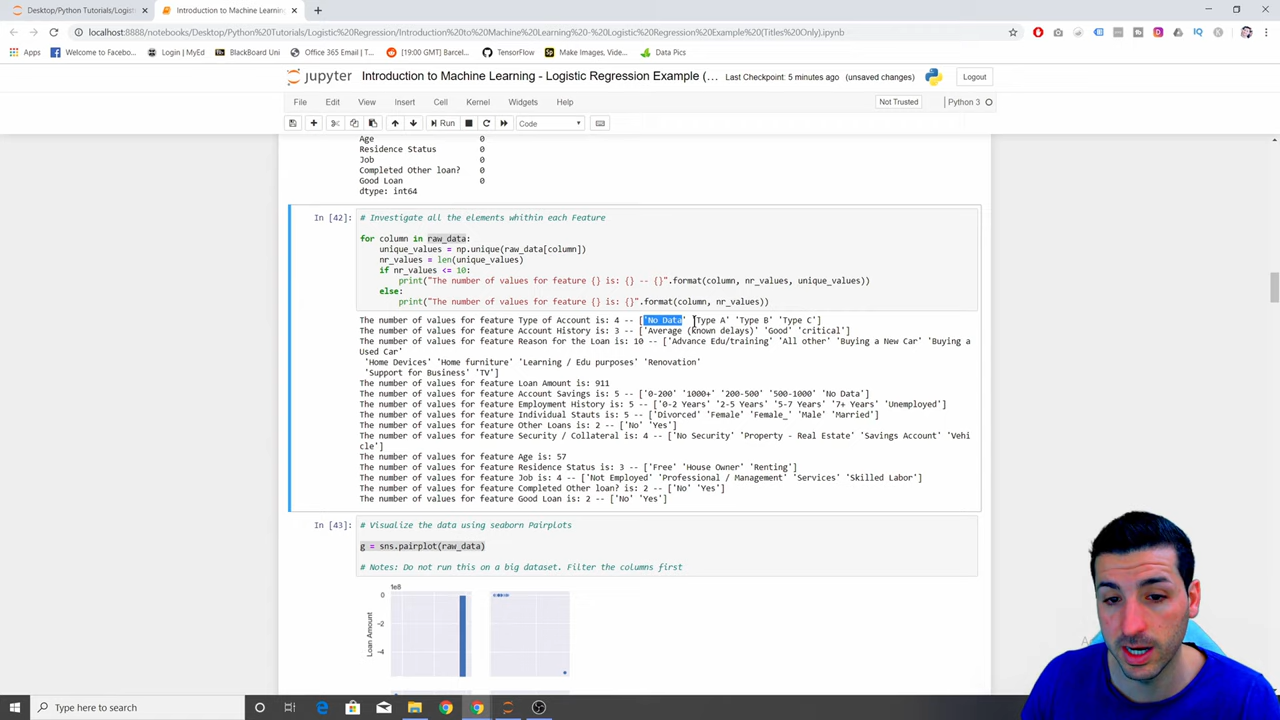 Desktop/Python Tutorials/Logist
Introduction to Machine Learning
localhost:8888/notebooks/Desktop/Python%20Tutorials/Logistic%20Regression/Introduction%20to%20Machine%20Learning%20-%20Logistic%20Regression%20Example%20(Titles%20Only).ipynb
Apps Welcome to Facebo... Login | MyEd BlackBoard Uni Office 365 Email | T... [19:00 GMT] Barcel... TensorFlow Make Images, Vide... Data Pics
jupyter Introduction to Machine Learning - Logistic Regression Example (... Last Checkpoint: 5 minutes ago (unsaved changes) Logout
File Edit View Insert Cell Kernel Widgets Help Not Trusted Python 3
Run Code
Age 0
Residence Status 0
Job 0
Completed Other loan? 0
Good Loan 0
dtype: int64
In [42]: # Investigate all the elements whithin each Feature
for column in raw_data:
unique_values = np.unique(raw_data[column])
nr_values = len(unique_values)
if nr_values <= 10:
print("The number of values for feature {} is: {} -- {}".format(column, nr_values, unique_values))
else:
print("The number of values for feature {} is: {}".format(column, nr_values))
The number of values for feature Type of Account is: 4 -- ['No Data' 'Type A' 'Type B' 'Type C']
The number of values for feature Account History is: 3 -- ['Average (known delays)' 'Good' 'critical']
The number of values for feature Reason for the Loan is: 10 -- ['Advance Edu/training' 'All other' 'Buying a New Car' 'Buying a
Used Car'
'Home Devices' 'Home furniture' 'Learning / Edu purposes' 'Renovation'
'Support for Business' 'TV']
The number of values for feature Loan Amount is: 911
The number of values for feature Account Savings is: 5 -- ['0-200' '1000+' '200-500' '500-1000' 'No Data']
The number of values for feature Employment History is: 5 -- ['0-2 Years' '2-5 Years' '5-7 Years' '7+ Years' 'Unemployed']
The number of values for feature Individual Stauts is: 5 -- ['Divorced' 'Female' 'Female_' 'Male' 'Married']
The number of values for feature Other Loans is: 2 -- ['No' 'Yes']
The number of values for feature Security / Collateral is: 4 -- ['No Security' 'Property - Real Estate' 'Savings Account' 'Vehi
cle']
The number of values for feature Age is: 57
The number of values for feature Residence Status is: 3 -- ['Free' 'House Owner' 'Renting']
The number of values for feature Job is: 4 -- ['Not Employed' 'Professional / Management' 'Services' 'Skilled Labor']
The number of values for feature Completed Other loan? is: 2 -- ['No' 'Yes']
The number of values for feature Good Loan is: 2 -- ['No' 'Yes']
In [43]: # Visualize the data using seaborn Pairplots
g = sns.pairplot(raw_data)
# Notes: Do not run this on a big dataset. Filter the columns first
1e8
0
-2
-4
Loan Amount
Type here to search